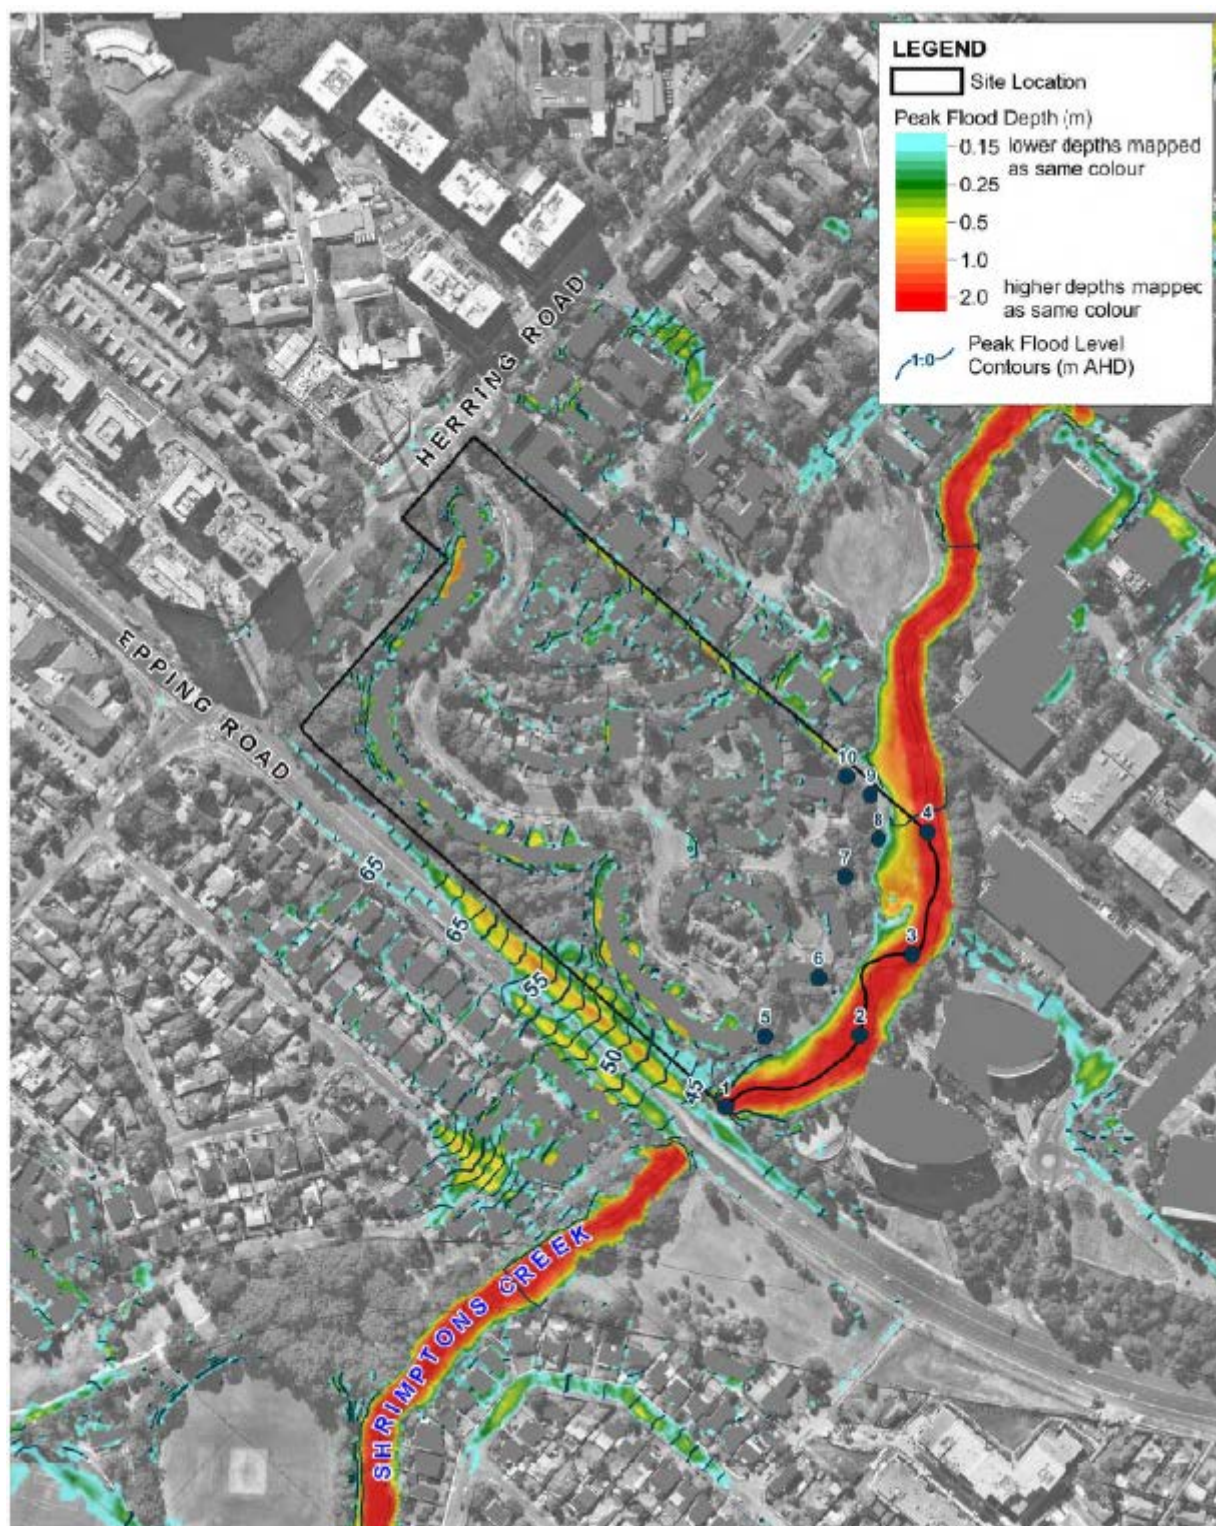 LEGEND
Site Location
Peak Flood Depth (m)
0.15 lower depths mapped
as same colour
0.25
0.5
1.0
2.0 higher depths mapped
as same colour
1:0
Peak Flood Level
Contours (m AHD)
HERRING ROAD
EPPING ROAD
10
9
4
8
7
65
65
3
6
55
5
2
50
45
1
SHRIMPTONS CREEK